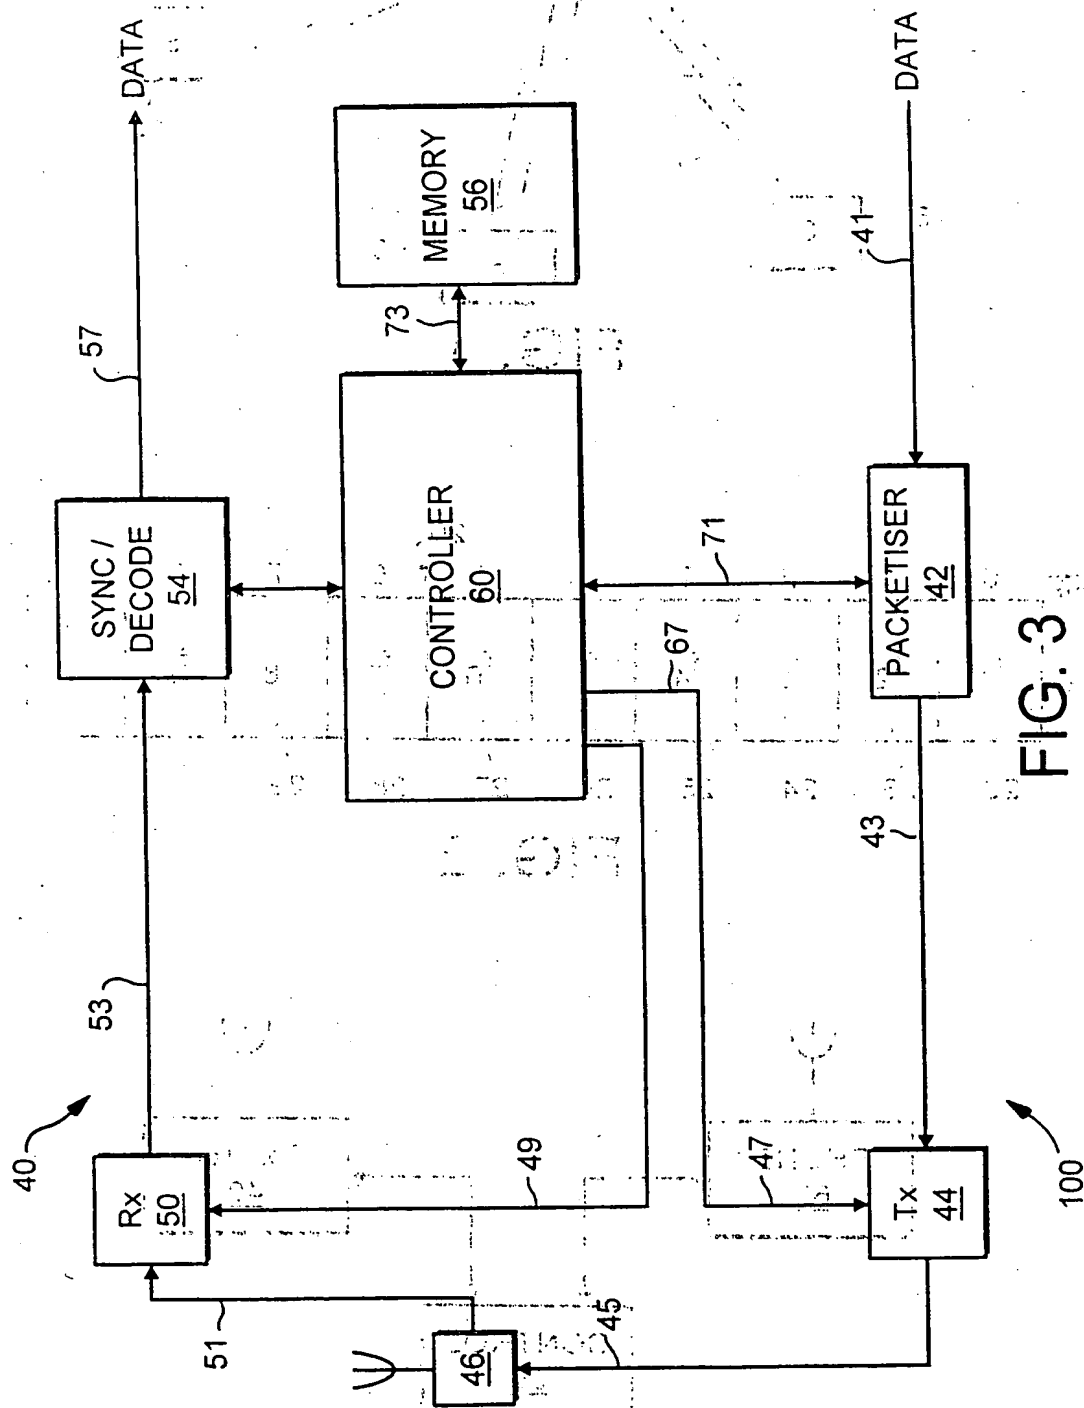 40
51
Rx
50
53
SYNC /
DECODE
54
57
DATA
46
49
CONTROLLER
60
73
MEMORY
56
45
47
67
71
Tx
44
43
PACKETISER
42
41
DATA
100
FIG. 3